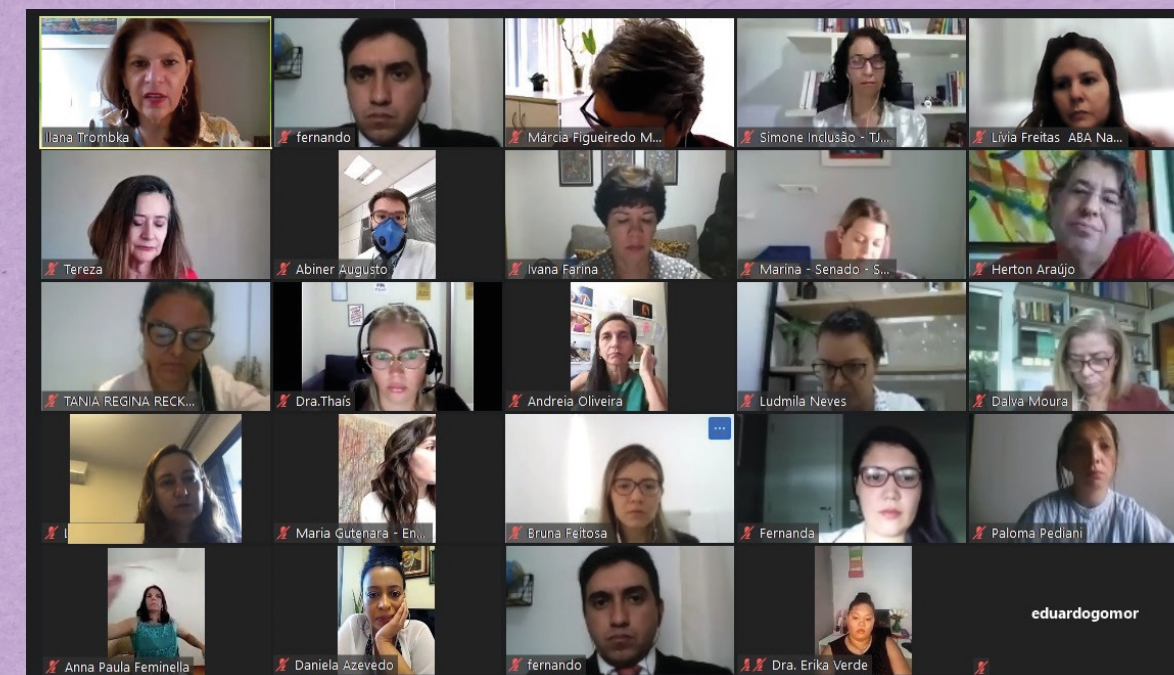 Ilana Trombka
fernando
Márcia Figueiredo M...
Simone Inclusão - TJ...
Lívia Freitas ABA Na...
Tereza
Abiner Augusto
Ivana Farina
Marina - Senado - S...
Herton Araújo
TANIA REGINA RECK...
Dra.Thaís
Andreia Oliveira
Ludmila Neves
Dalva Moura
Maria Gutenara - En...
Bruna Feitosa
Fernanda
Paloma Pediani
Anna Paula Feminella
Daniela Azevedo
fernando
Dra. Erika Verde
eduardogomor